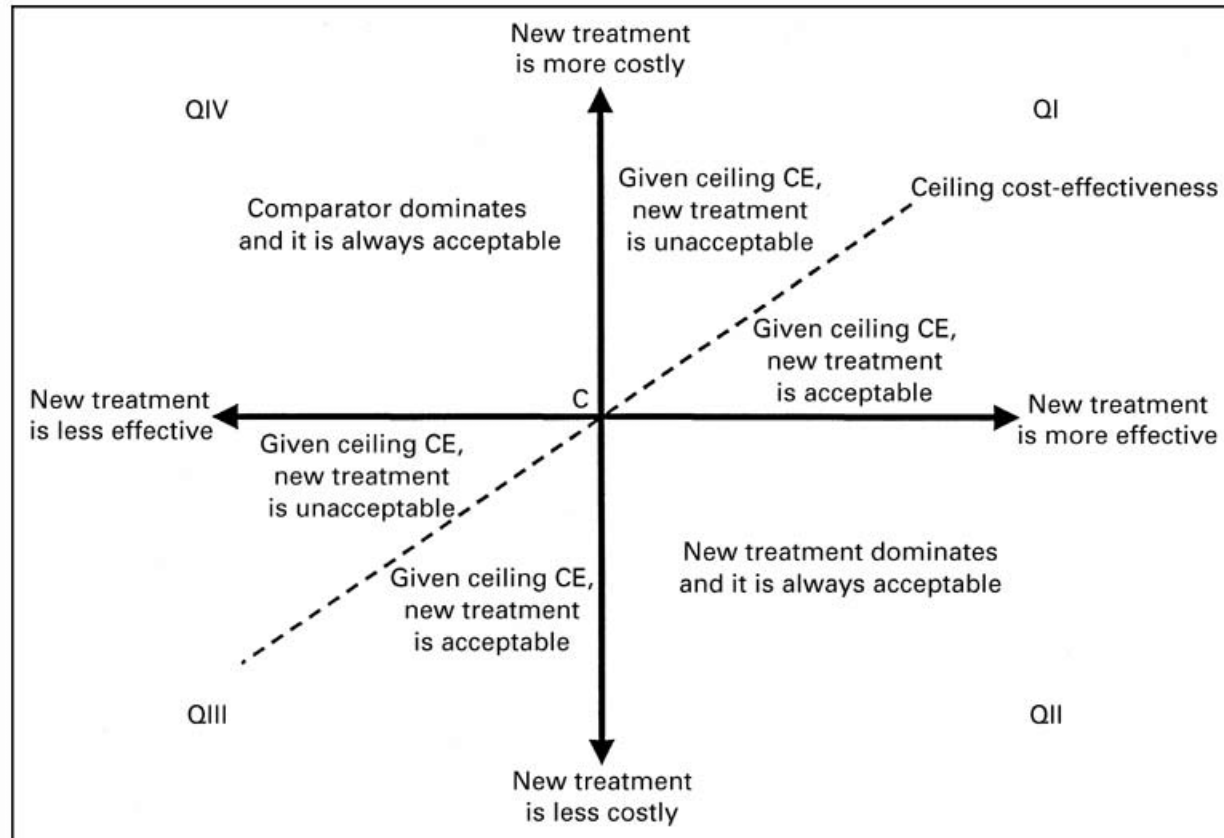 New treatment
is more costly
QIV
QI
Given ceiling CE,
new treatment
is unacceptable
Ceiling cost-effectiveness
Comparator dominates
and it is always acceptable
Given ceiling CE,
new treatment
is acceptable
C
New treatment
is less effective
New treatment
is more effective
Given ceiling CE,
new treatment
is unacceptable
New treatment dominates
and it is always acceptable
Given ceiling CE,
new treatment
is acceptable
QIII
QII
New treatment
is less costly